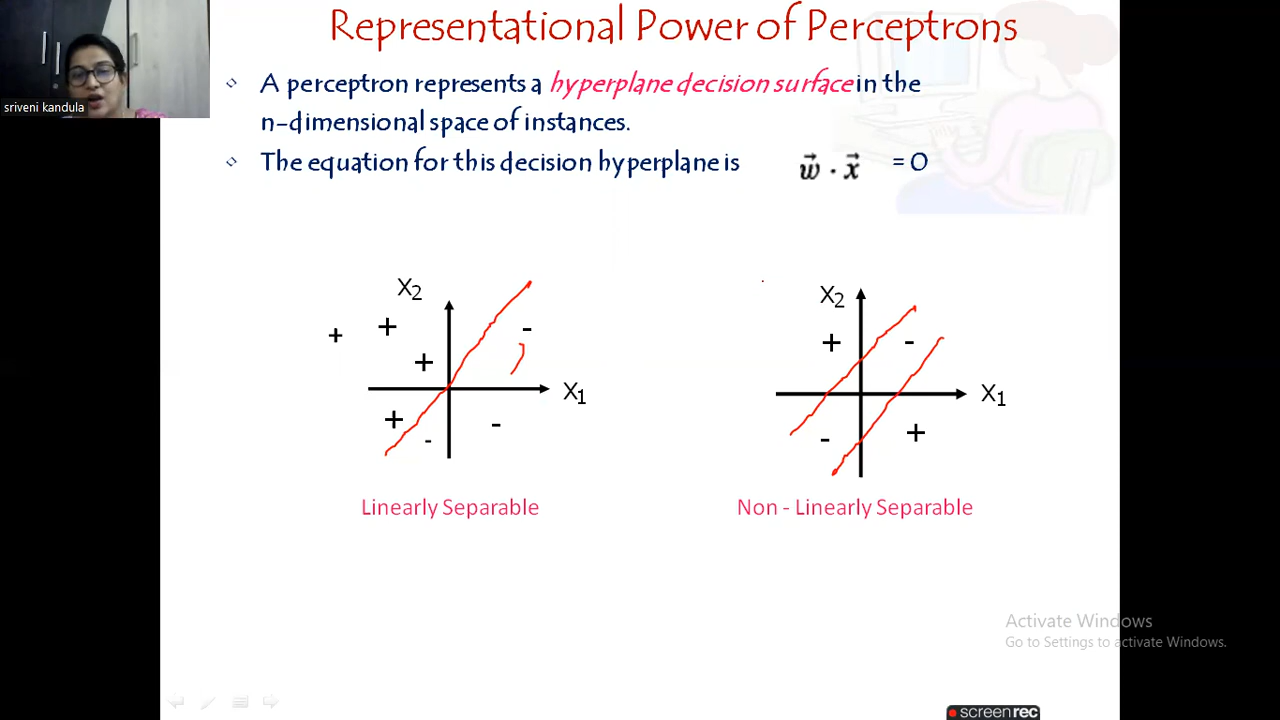 Representational Power of Perceptrons
sriveni kandula
A perceptron represents a hyperplane decision surface in the
n-dimensional space of instances.
The equation for this decision hyperplane is w⃗ · x⃗ = 0
X2
+ + + + - - -
X1
Linearly Separable
X2
+ -
X1
- +
Non - Linearly Separable
Activate Windows
Go to Settings to activate Windows.
screenrec